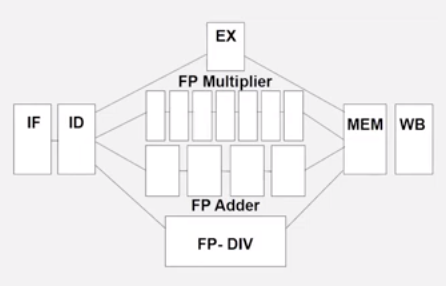 EX
FP Multiplier
IF
ID
MEM
WB
FP Adder
FP- DIV